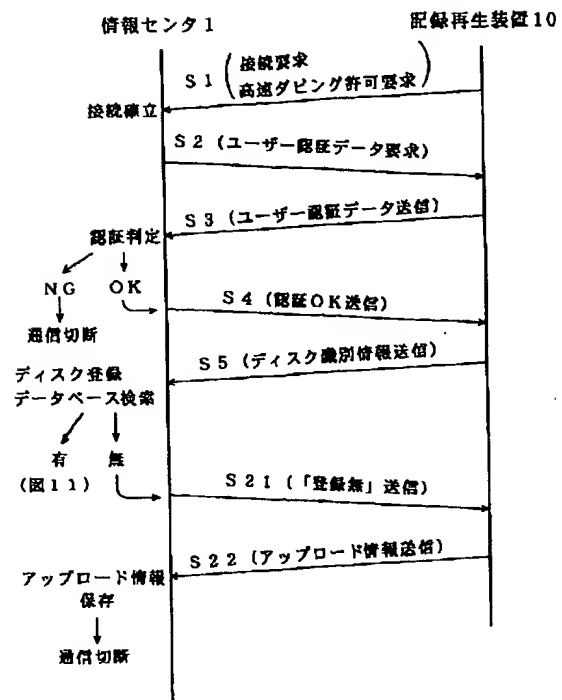 情報センタ1
記録再生装置10
S1
接続要求
高速ダビング許可要求
接続確立
S2(ユーザー認証データ要求)
S3(ユーザー認証データ送信)
認証判定
NG OK
S4(認証OK送信)
通信切断
S5(ディスク識別情報送信)
ディスク登録
データベース検索
有 無
(図11)
S21(「登録無」送信)
S22(アップロード情報送信)
アップロード情報
保存
通信切断